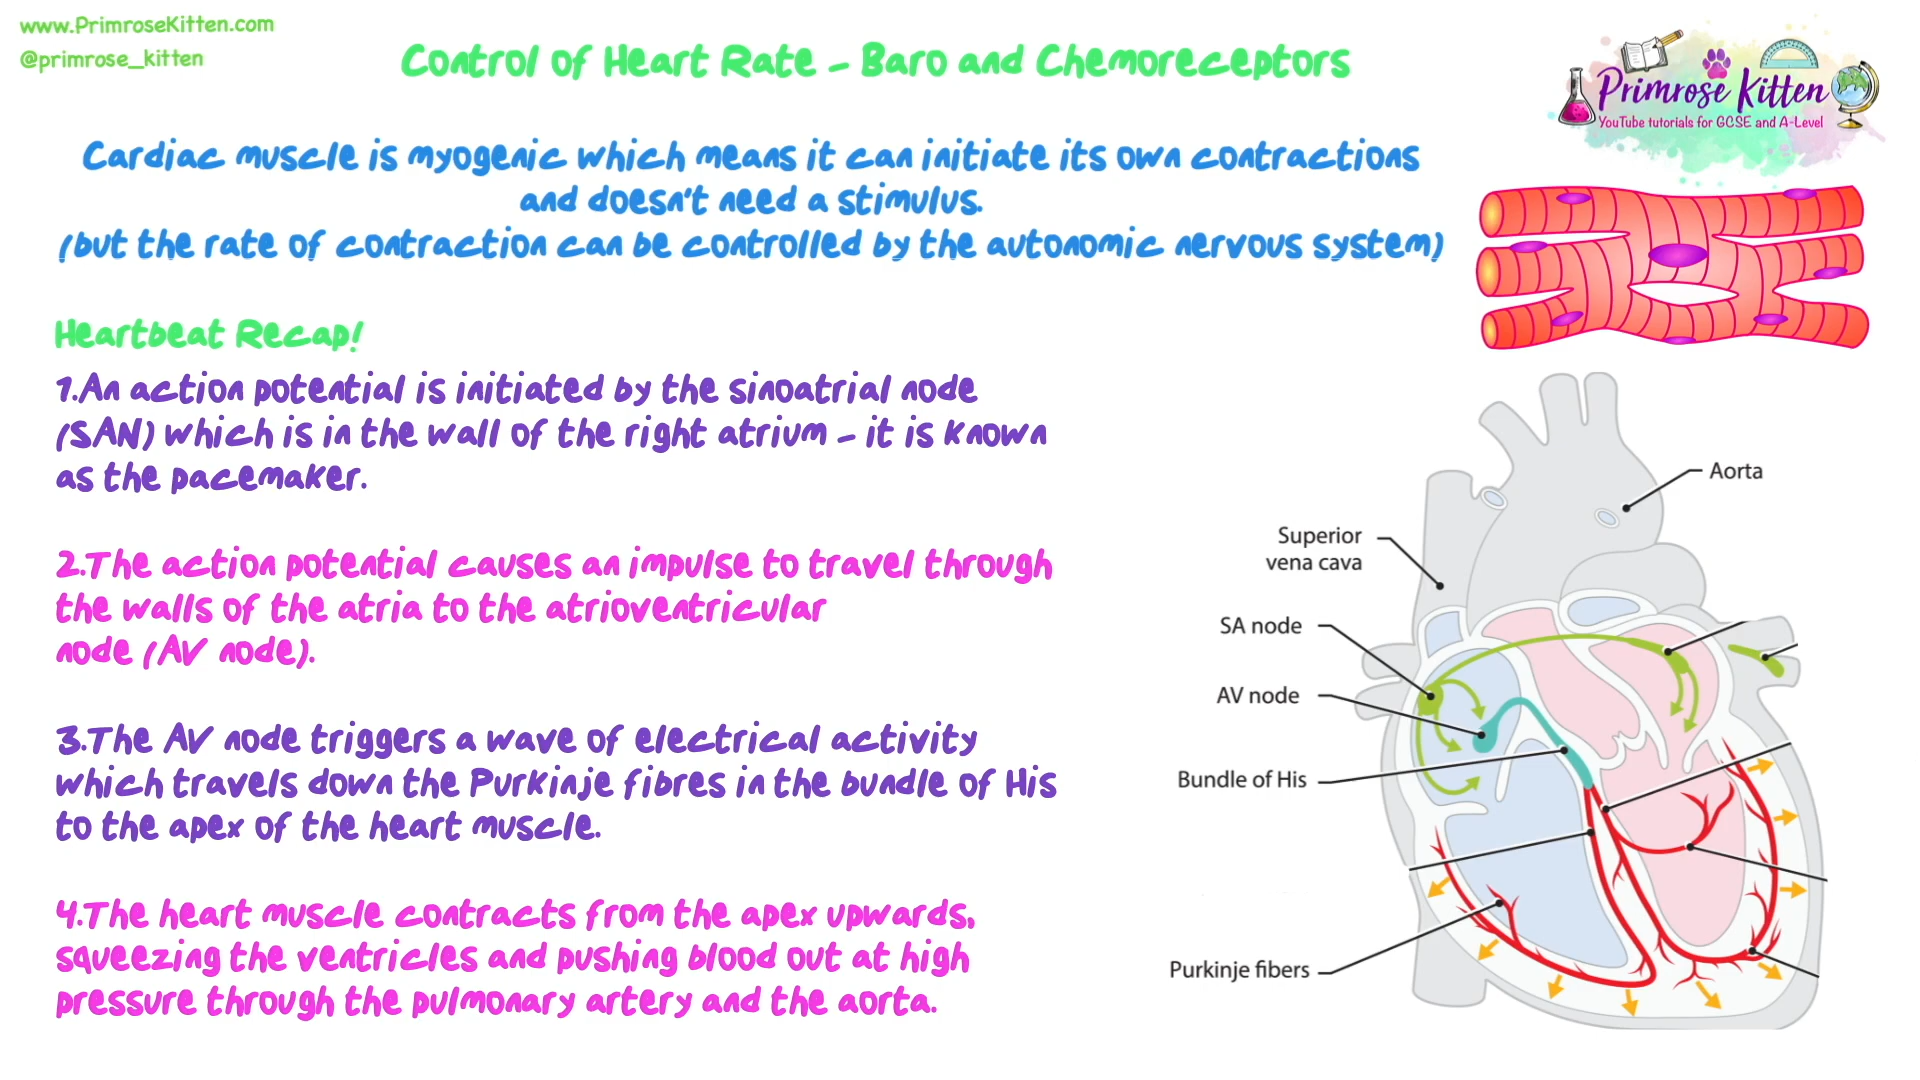 www.PrimroseKitten.com
@primrose_kitten
Control of Heart Rate - Baro and Chemoreceptors
Primrose Kitten
YouTube tutorials for GCSE and A-Level
Cardiac muscle is myogenic which means it can initiate its own contractions
and doesn't need a stimulus.
(but the rate of contraction can be controlled by the autonomic nervous system)
Heartbeat Recap!
1.An action potential is initiated by the sinoatrial node
(SAN) which is in the wall of the right atrium - it is known
as the pacemaker.
2.The action potential causes an impulse to travel through
the walls of the atria to the atrioventricular
node (AV node).
3.The AV node triggers a wave of electrical activity
which travels down the Purkinje fibres in the bundle of His
to the apex of the heart muscle.
4.The heart muscle contracts from the apex upwards,
squeezing the ventricles and pushing blood out at high
pressure through the pulmonary artery and the aorta.
Aorta
Superior
vena cava
SA node
AV node
Bundle of His
Purkinje fibers